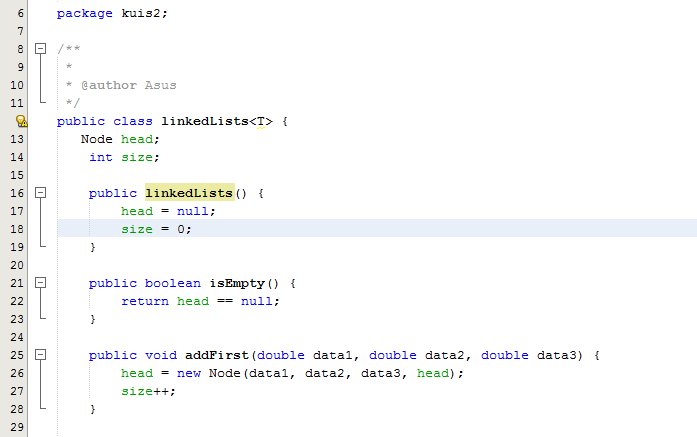 6 package kuis2;
7
8 /**
9 *
10 * @author Asus
11 */
public class linkedLists<T> {
13 Node head;
14 int size;
15
16 public linkedLists() {
17 head = null;
18 size = 0;
19 }
20
21 public boolean isEmpty() {
22 return head == null;
23 }
24
25 public void addFirst(double data1, double data2, double data3) {
26 head = new Node(data1, data2, data3, head);
27 size++;
28 }
29